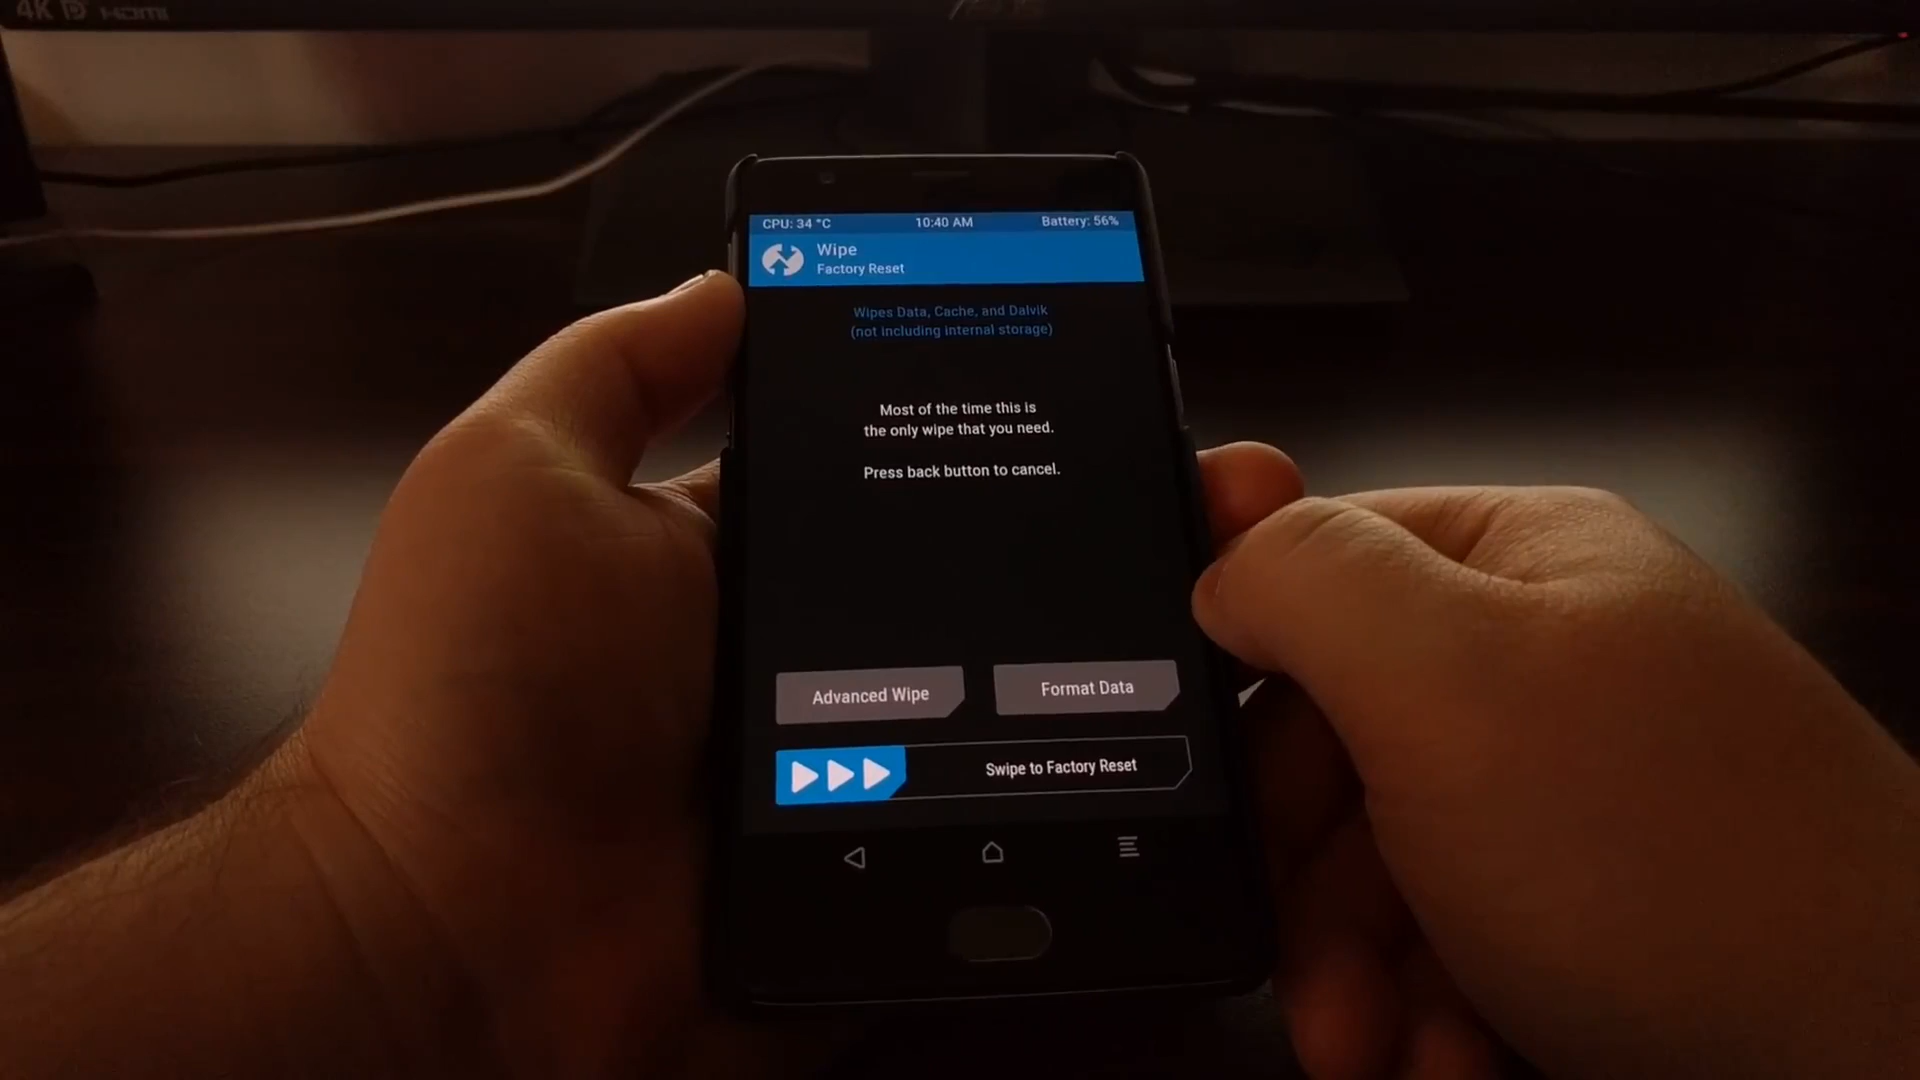 4K HDMI
CPU: 34 °C 10:40 AM Battery: 56%
Wipe
Factory Reset
Wipes Data, Cache, and Dalvik
(not including internal storage)
Most of the time this is
the only wipe that you need.
Press back button to cancel.
Advanced Wipe Format Data
Swipe to Factory Reset